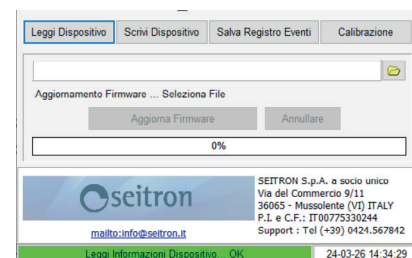 Leggi Dispositivo Scrivi Dispositivo Salva Registro Eventi Calibrazione
Aggiornamento Firmware ... Seleziona File
Aggiorna Firmware Annullare
0%
seitron
mailto:info@seitron.it
SEITRON S.p.A. a socio unico
Via del Commercio 9/11
36065 - Mussolente (VI) ITALY
P.I. e C.F.: IT00775330244
Support : Tel (+39) 0424.567842
Leggi Informazioni Dispositivo OK 24-03-26 14:34:29